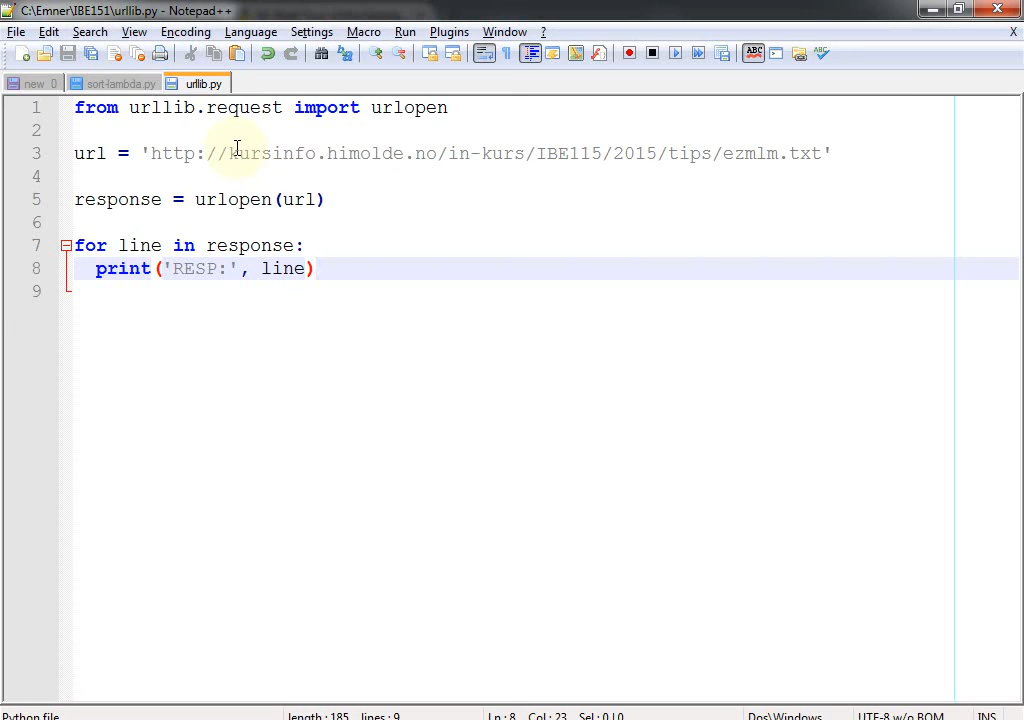 C:\Emner\IBE151\urllib.py - Notepad++
File Edit Search View Encoding Language Settings Macro Run Plugins Window ? X
new 0 sort-lambda.py urllib.py
1 from urllib.request import urlopen
2
3 url = 'http://kursinfo.himolde.no/in-kurs/IBE115/2015/tips/ezmlm.txt'
4
5 response = urlopen(url)
6
7 for line in response:
8 print('RESP:', line)
9
Python file length : 185 lines : 9 Ln : 8 Col : 23 Sel : 0 | 0 Dos\Windows UTF-8 w/o BOM INS